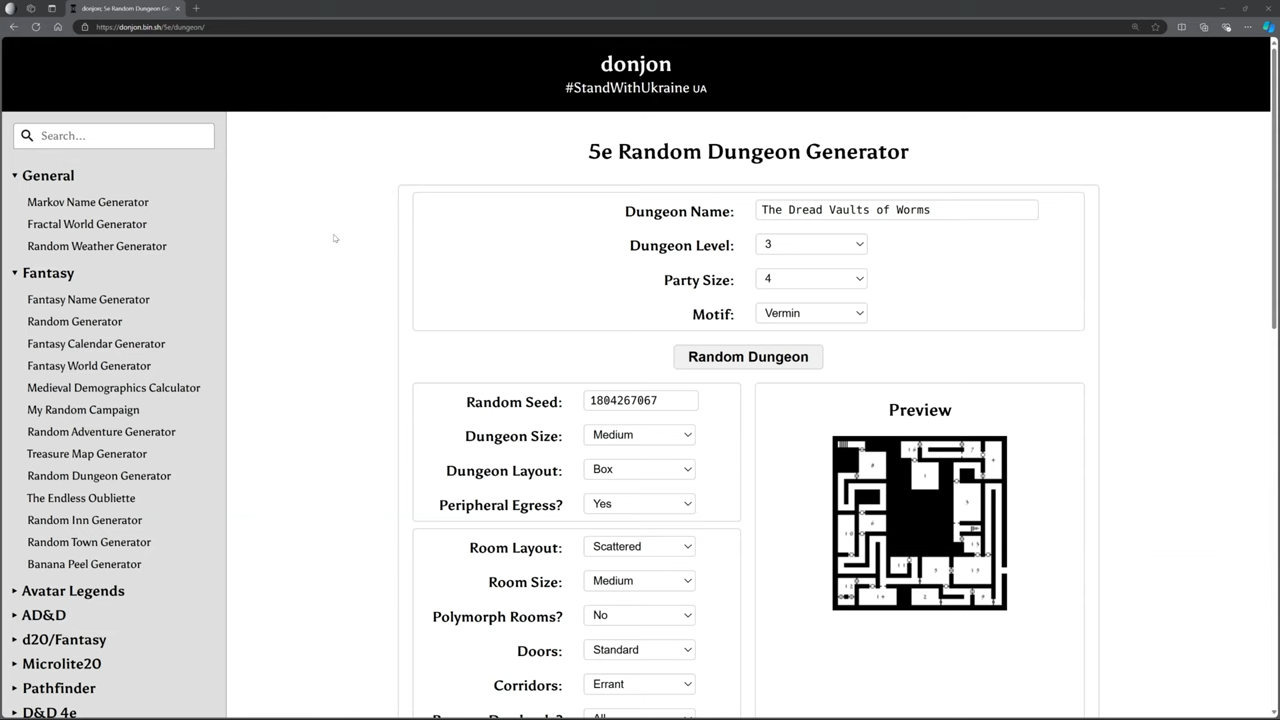 donjon; 5e Random Dungeon Ge
https://donjon.bin.sh/5e/dungeon/
donjon
#StandWithUkraine UA
Search...
General
Markov Name Generator
Fractal World Generator
Random Weather Generator
Fantasy
Fantasy Name Generator
Random Generator
Fantasy Calendar Generator
Fantasy World Generator
Medieval Demographics Calculator
My Random Campaign
Random Adventure Generator
Treasure Map Generator
Random Dungeon Generator
The Endless Oubliette
Random Inn Generator
Random Town Generator
Banana Peel Generator
Avatar Legends
AD&D
d20/Fantasy
Microlite20
Pathfinder
D&D 4e
5e Random Dungeon Generator
Dungeon Name: The Dread Vaults of Worms
Dungeon Level: 3
Party Size: 4
Motif: Vermin
Random Dungeon
Random Seed: 1804267067
Dungeon Size: Medium
Dungeon Layout: Box
Peripheral Egress? Yes
Room Layout: Scattered
Room Size: Medium
Polymorph Rooms? No
Doors: Standard
Corridors: Errant
Preview